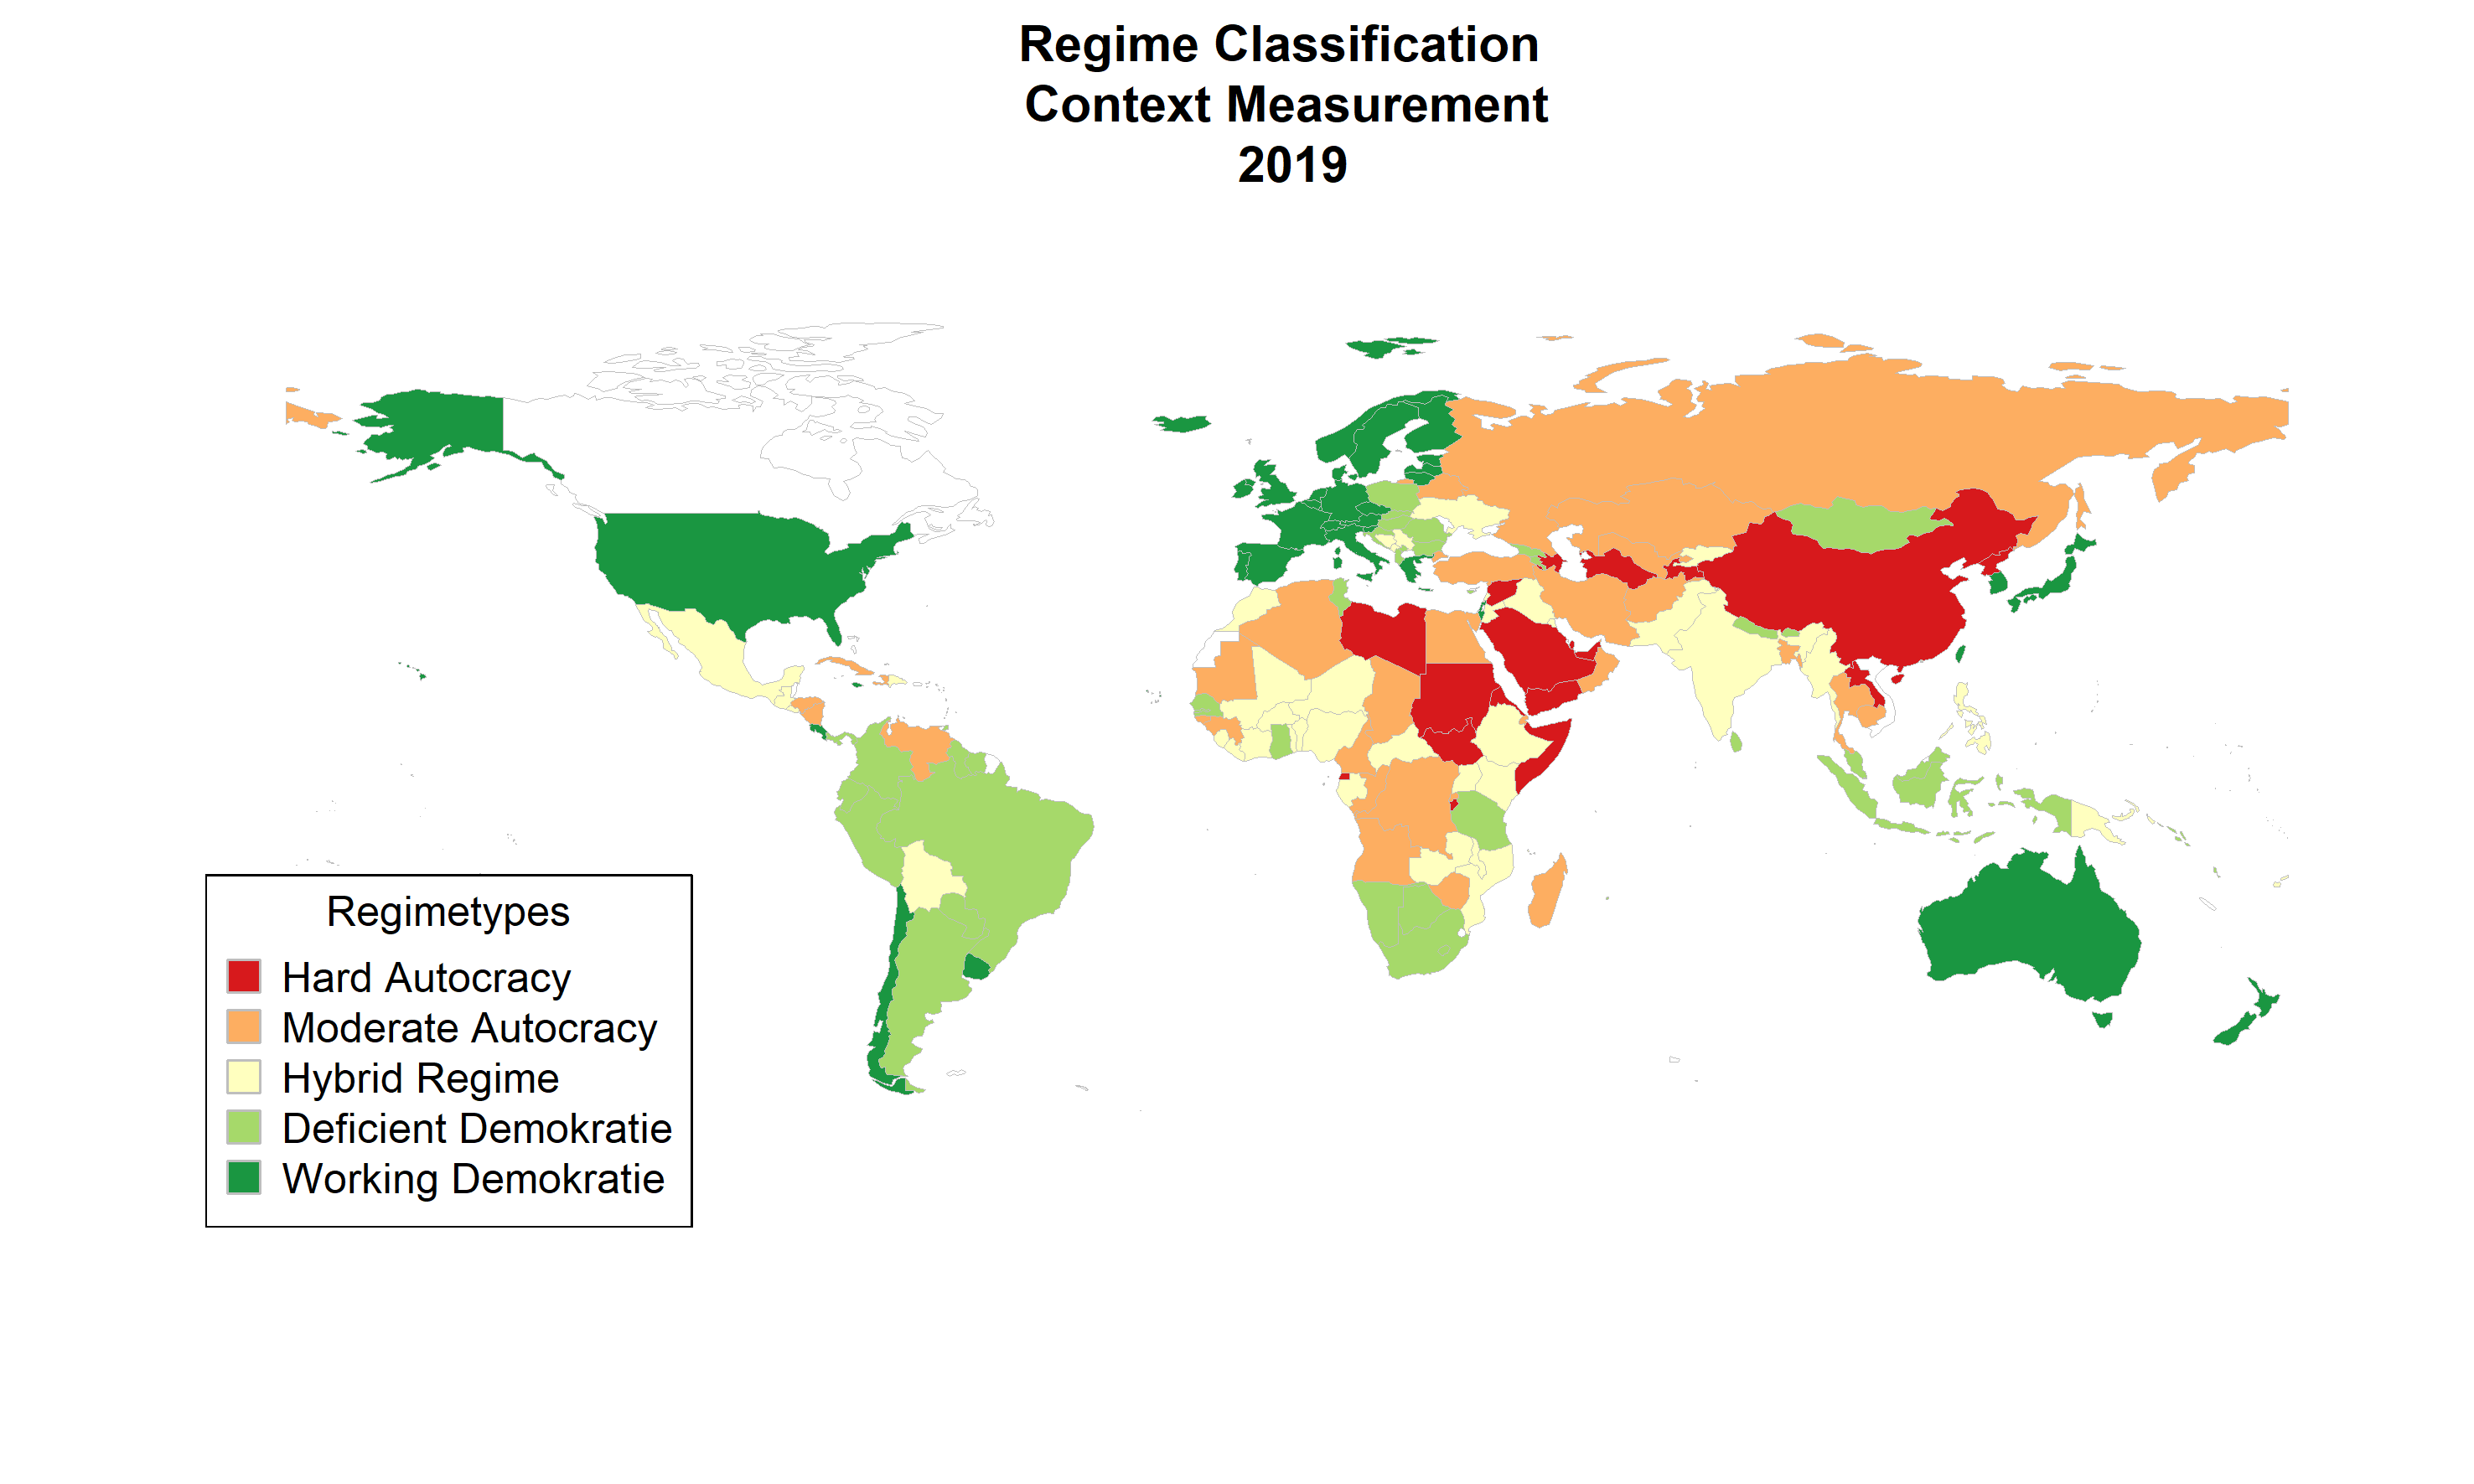 Regime Classification
Context Measurement
2019
Regimetypes
Hard Autocracy
Moderate Autocracy
Hybrid Regime
Deficient Demokratie
Working Demokratie